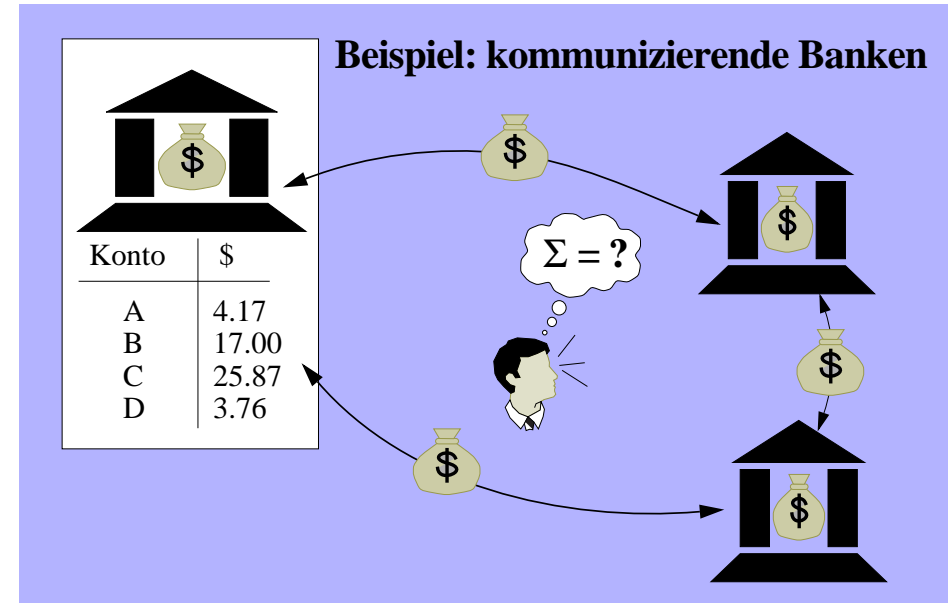 Beispiel: kommunizierende Banken
$
$
$
$
Σ = ?
Konto $
A 4.17
B 17.00
C 25.87
D 3.76
$
$
$